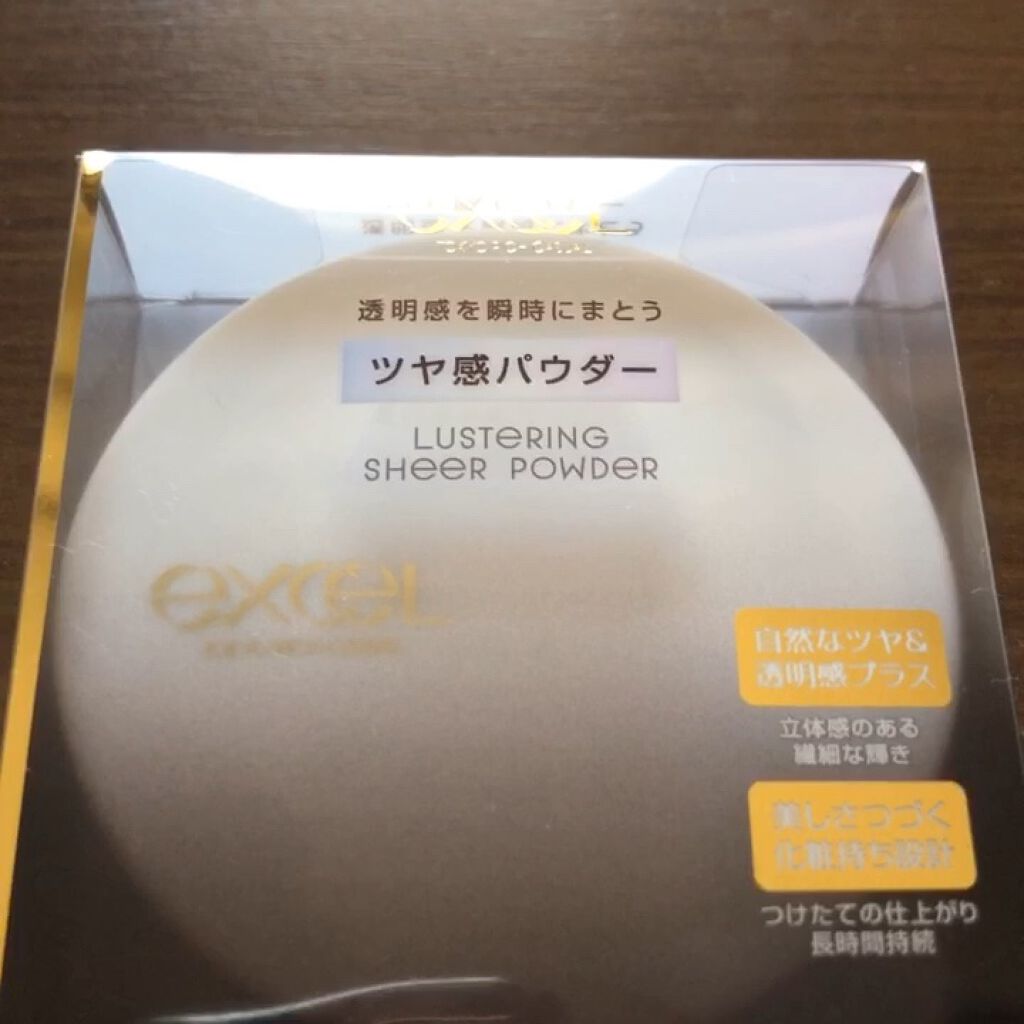 excel
透明感を瞬時にまとう
ツヤ感パウダー
LUSTERING
SHEER POWDER
excel
自然なツヤ&
透明感プラス
立体感のある
繊細な輝き
美しさつづく
化粧持ち設計
つけたての仕上がり
長時間持続